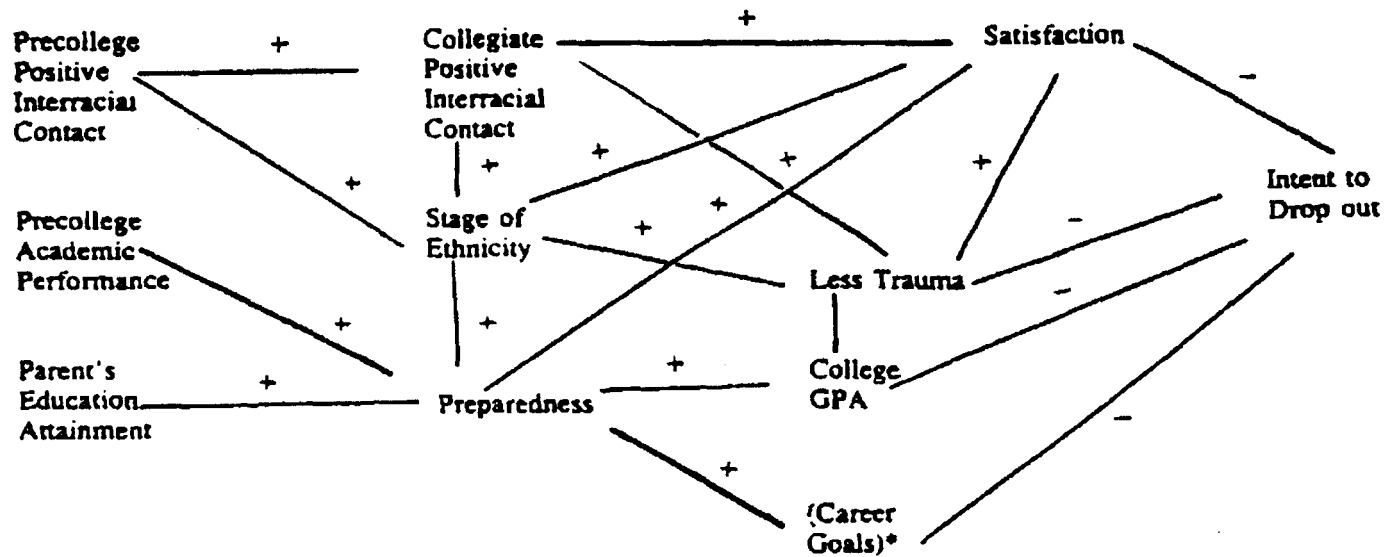 Precollege
Positive
Interracial
Contact
+
Collegiate
Positive
Interracial
Contact
+
Satisfaction
−
+
+
+
+
+
Intent to
Drop out
Precollege
Academic
Performance
Stage of
Ethnicity
+
+
−
Less Trauma
−
+
+
Parent's
Education
Attainment
+
Preparedness
+
College
GPA
−
+
(Career
Goals)*